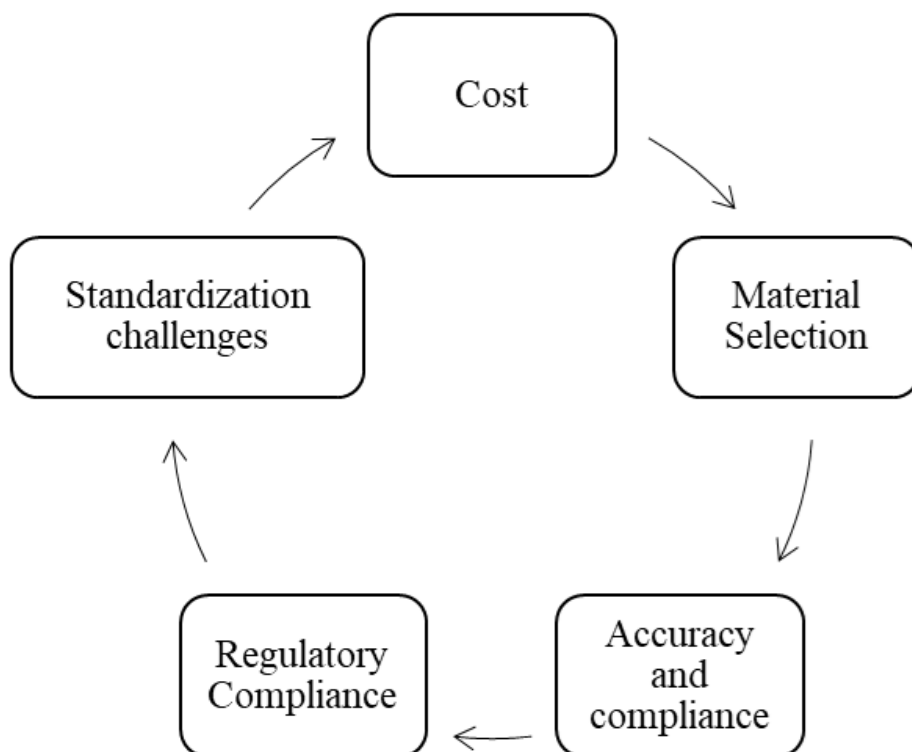 Cost
Standardization
challenges
Material
Selection
Regulatory
Compliance
Accuracy
and
compliance